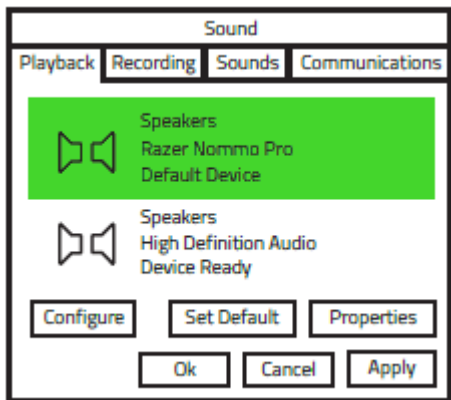 Sound
Playback Recording Sounds Communications
Speakers
Razer Nommo Pro
Default Device
Speakers
High Definition Audio
Device Ready
Configure Set Default Properties
Ok Cancel Apply